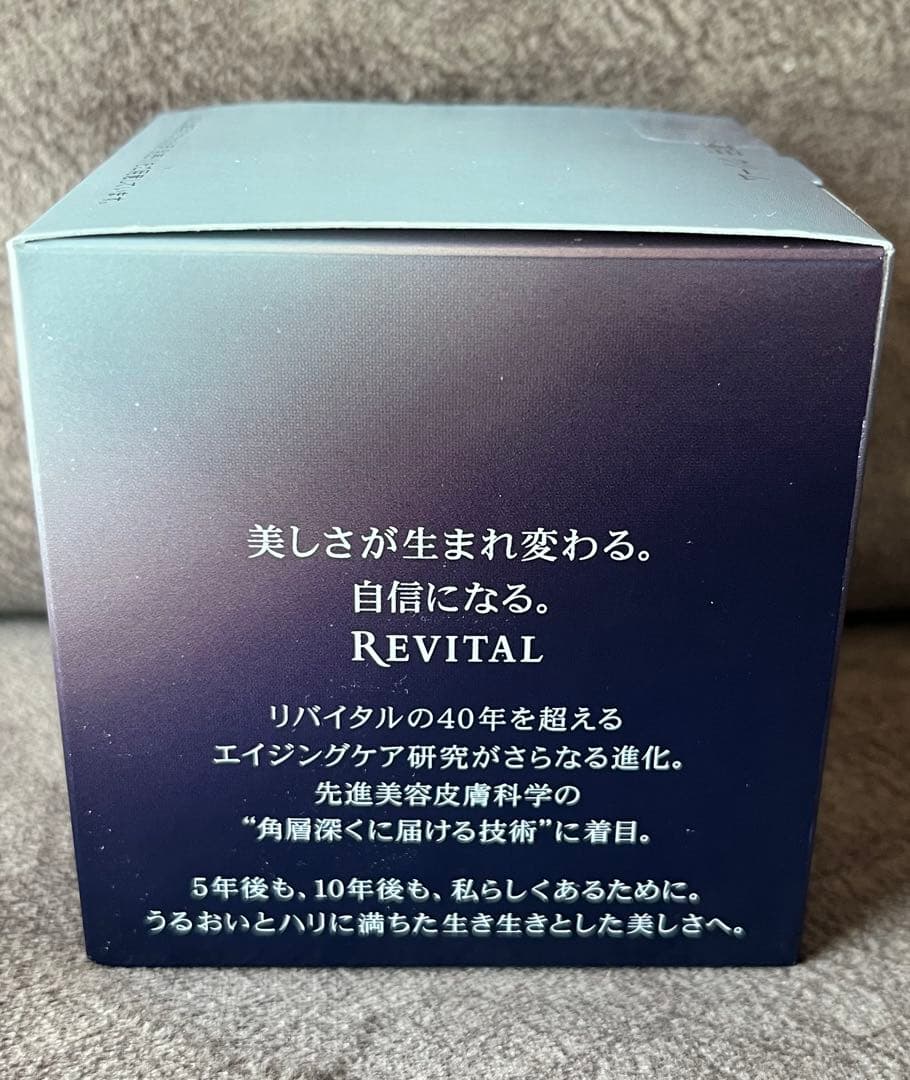 美しさが生まれ変わる。
自信になる。
REVITAL
リバイタルの40年を超える
エイジングケア研究がさらなる進化。
先進美容皮膚科学の
“角層深くに届ける技術”に着目。
5年後も、10年後も、私らしくあるために。
うるおいとハリに満ちた生き生きとした美しさへ。